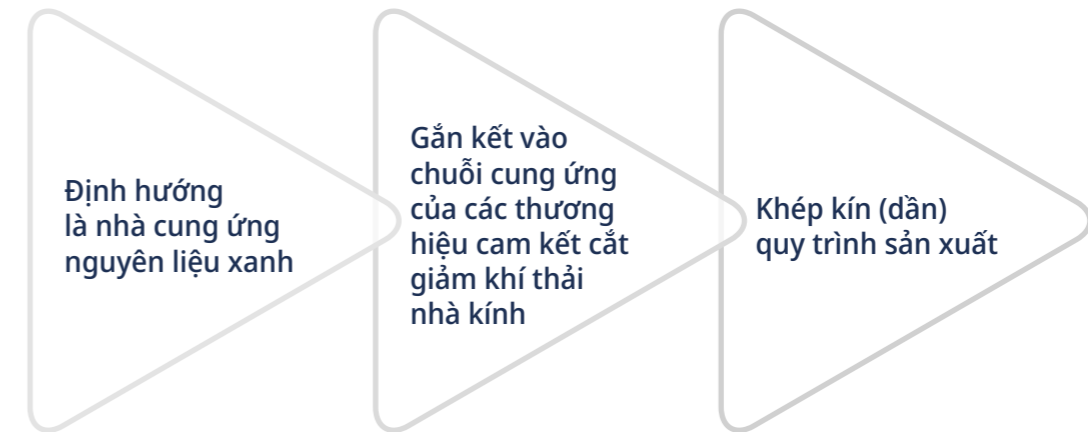 Định hướng
là nhà cung ứng
nguyên liệu xanh
Gắn kết vào
chuỗi cung ứng
của các thương
hiệu cam kết cắt
giảm khí thải
nhà kính
Khép kín (dần)
quy trình sản xuất